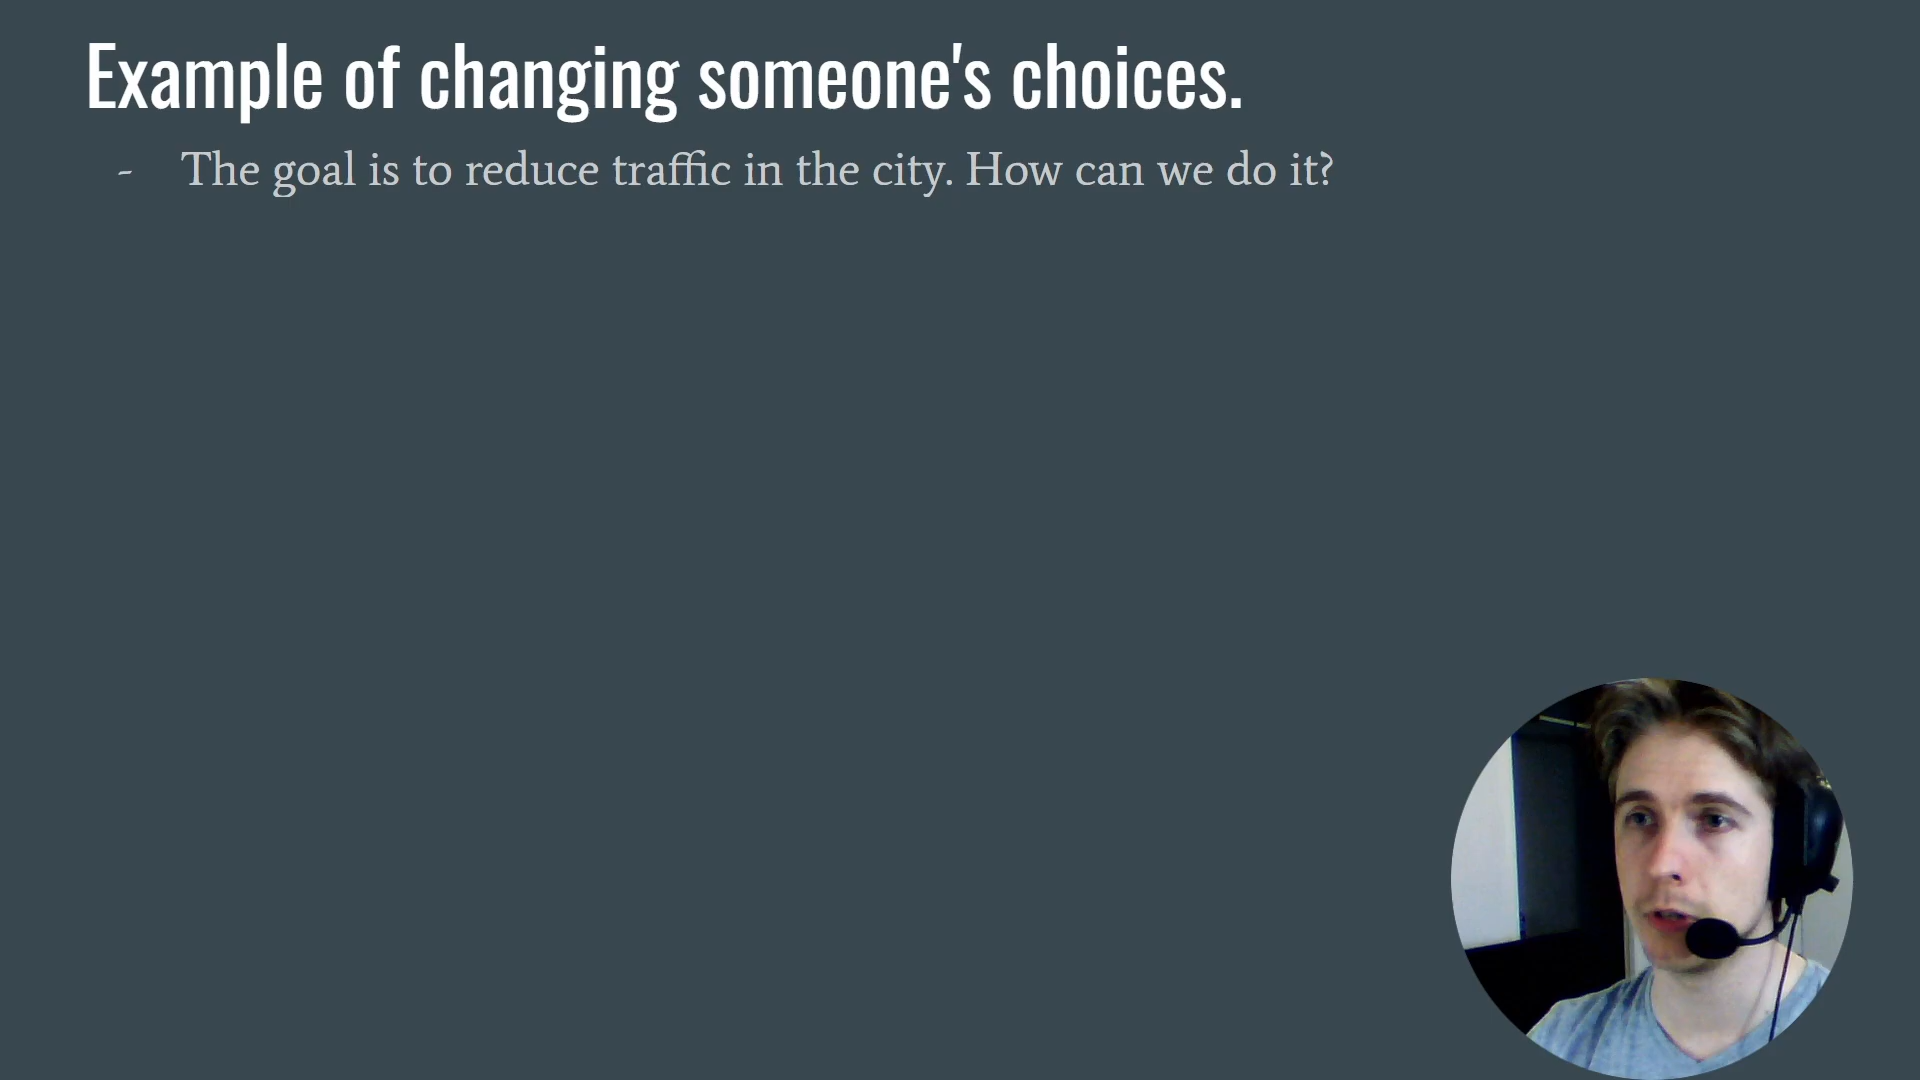 Example of changing someone's choices.
- The goal is to reduce traffic in the city. How can we do it?